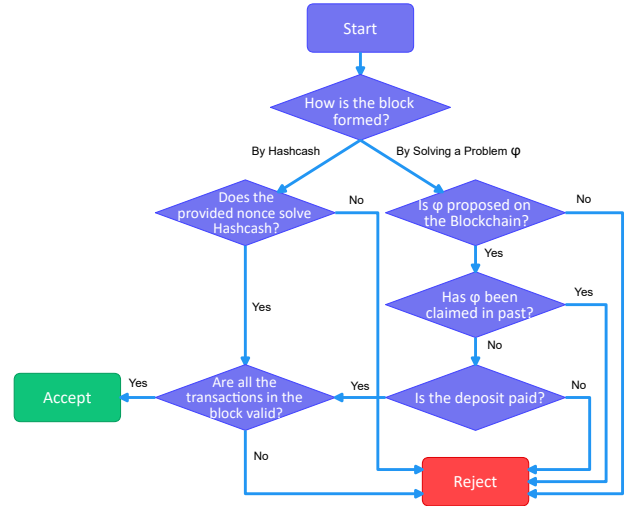 Start
How is the block
formed?
By Hashcash
By Solving a Problem φ
Does the
provided nonce solve
Hashcash?
No
Is φ proposed on
the Blockchain?
No
Yes
Yes
Has φ been
claimed in past?
Yes
No
Accept
Yes
Are all the
transactions in the
block valid?
Yes
Is the deposit paid?
No
No
Reject